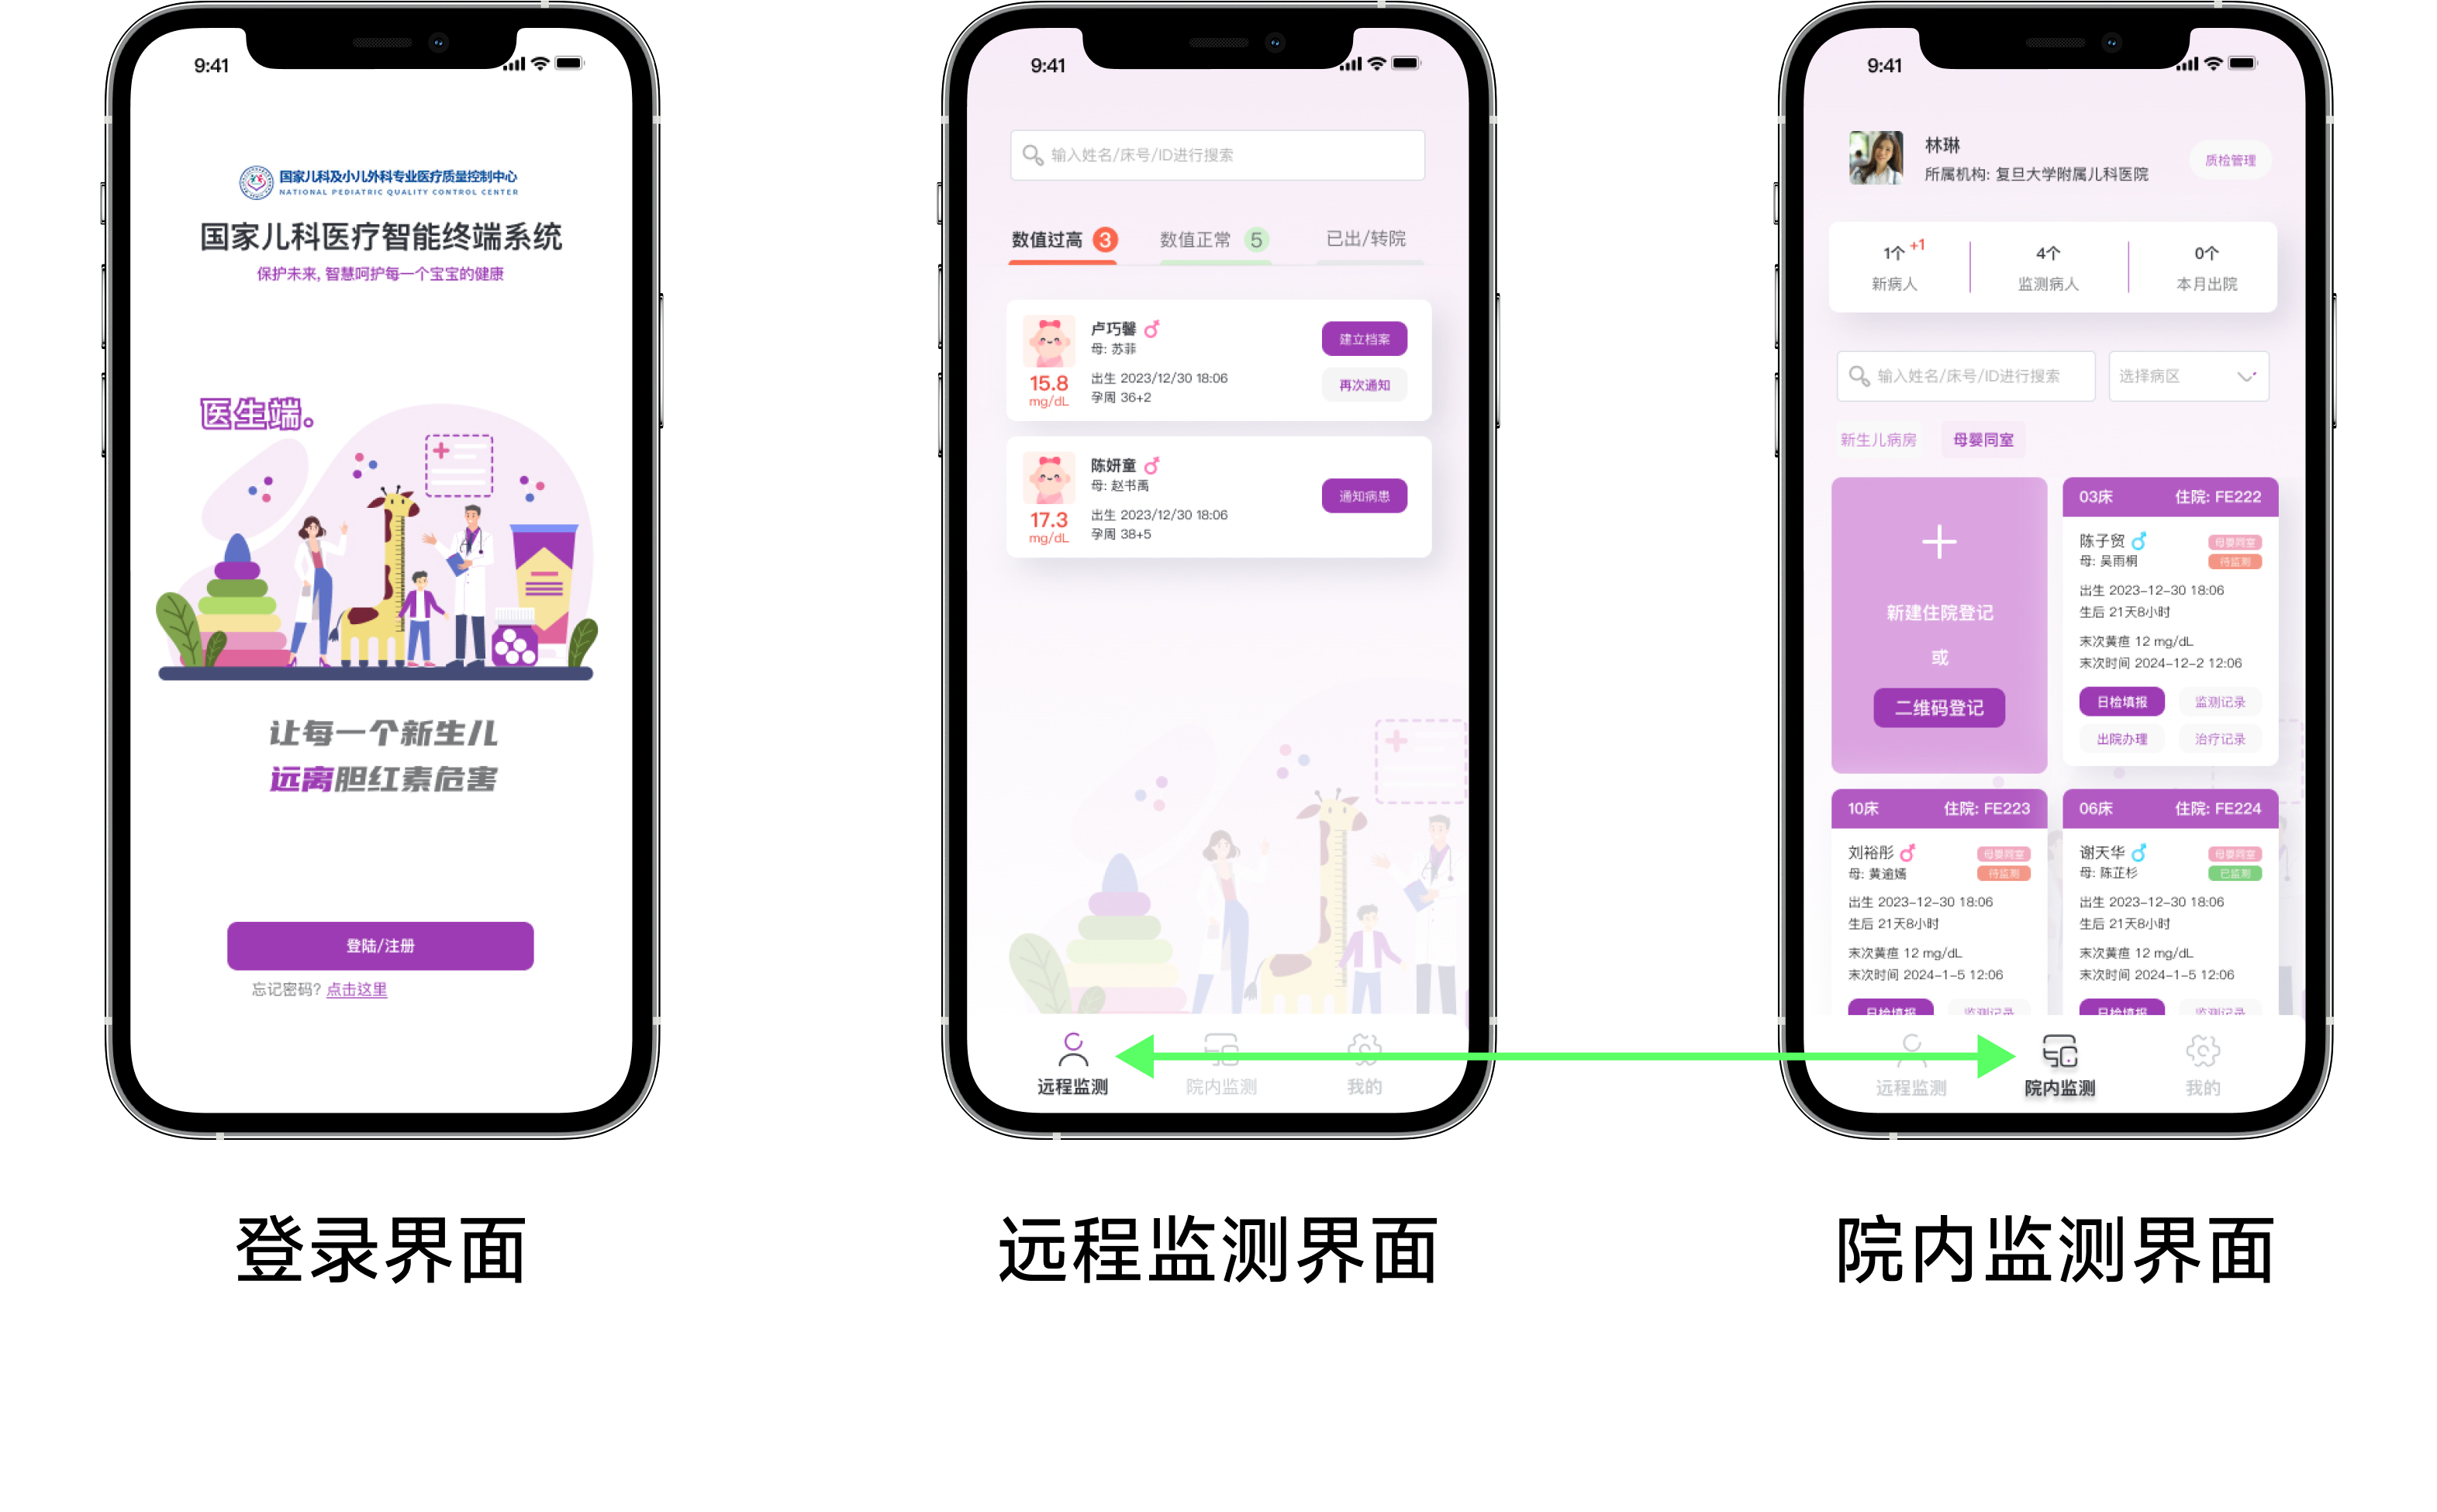 9:41
国家儿科及小儿外科专业医疗质量控制中心
NATIONAL PEDIATRIC QUALITY CONTROL CENTER
国家儿科医疗智能终端系统
保护未来, 智慧呵护每一个宝宝的健康
医生端.
让每一个新生儿
远离胆红素危害
登陆/注册
忘记密码? 点击这里
登录界面
9:41
输入姓名/床号/ID进行搜索
数值过高 3 数值正常 5 已出/转院
卢巧馨
母: 苏菲
15.8
mg/dL
出生 2023/12/30 18:06
孕周 36+2
建立档案
再次通知
陈妍童
母: 赵书禹
17.3
mg/dL
出生 2023/12/30 18:06
孕周 38+5
通知病患
远程监测 院内监测 我的
远程监测界面
9:41
林琳
所属机构: 复旦大学附属儿科医院
质检管理
1个 +1 4个 0个
新病人 监测病人 本月出院
输入姓名/床号/ID进行搜索 选择病区
新生儿病房 母婴同室
新建住院登记
或
二维码登记
03床 住院: FE222
陈子贸 母婴同室
母: 吴雨桐 待监测
出生 2023-12-30 18:06
生后 21天8小时
末次黄疸 12 mg/dL
末次时间 2024-12-2 12:06
日检填报 监测记录
出院办理 治疗记录
10床 住院: FE223
刘裕彤 母婴同室
母: 黄逾嫣 待监测
出生 2023-12-30 18:06
生后 21天8小时
末次黄疸 12 mg/dL
末次时间 2024-1-5 12:06
日检填报 监测记录
06床 住院: FE224
谢天华 母婴同室
母: 陈芷杉 已监测
出生 2023-12-30 18:06
生后 21天8小时
末次黄疸 12 mg/dL
末次时间 2024-1-5 12:06
日检填报 监测记录
远程监测 院内监测 我的
院内监测界面